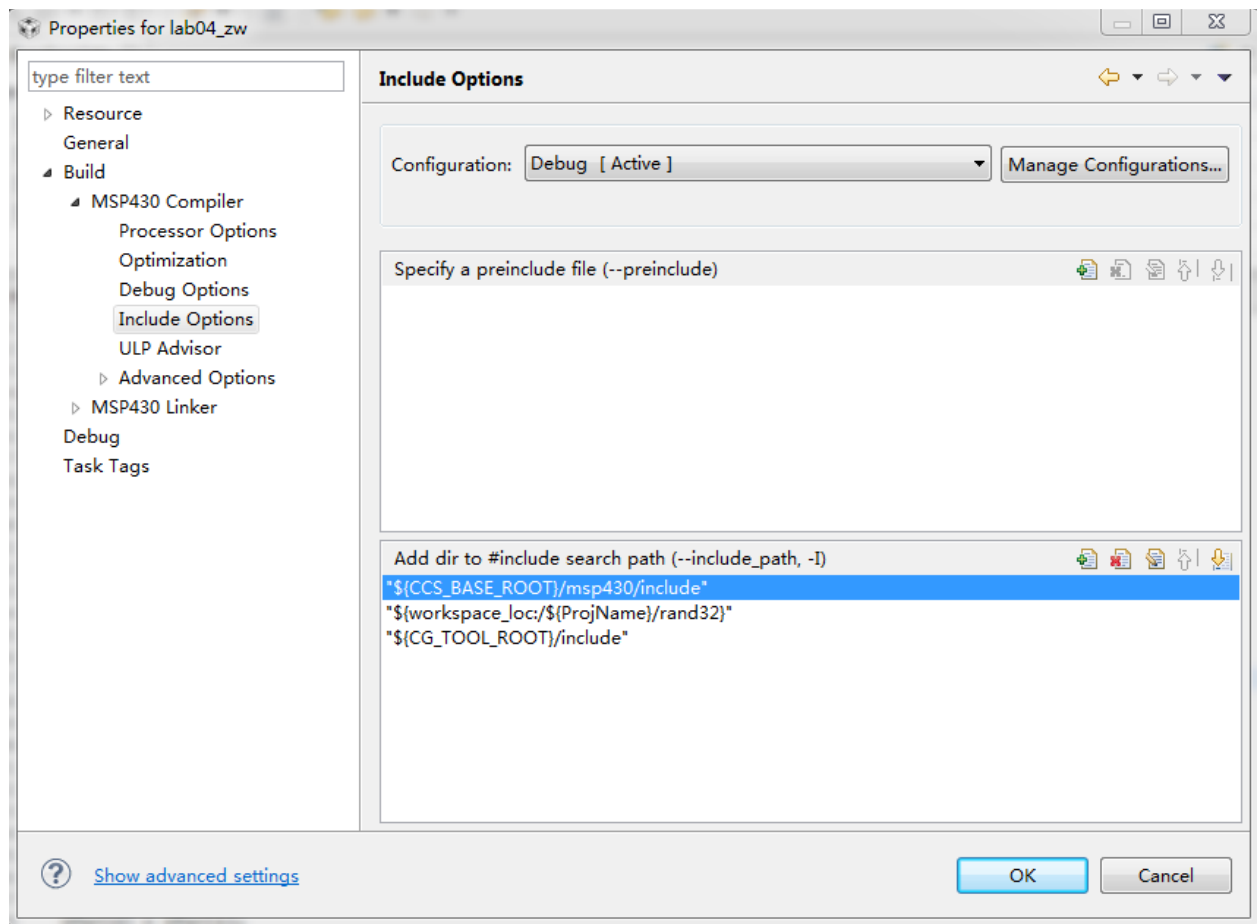 Properties for lab04_zw
type filter text
Resource
General
Build
MSP430 Compiler
Processor Options
Optimization
Debug Options
Include Options
ULP Advisor
Advanced Options
MSP430 Linker
Debug
Task Tags
Include Options
Configuration: Debug [ Active ] Manage Configurations...
Specify a preinclude file (--preinclude)
Add dir to #include search path (--include_path, -I)
"${CCS_BASE_ROOT}/msp430/include"
"${workspace_loc:/${ProjName}/rand32}"
"${CG_TOOL_ROOT}/include"
Show advanced settings
OK Cancel